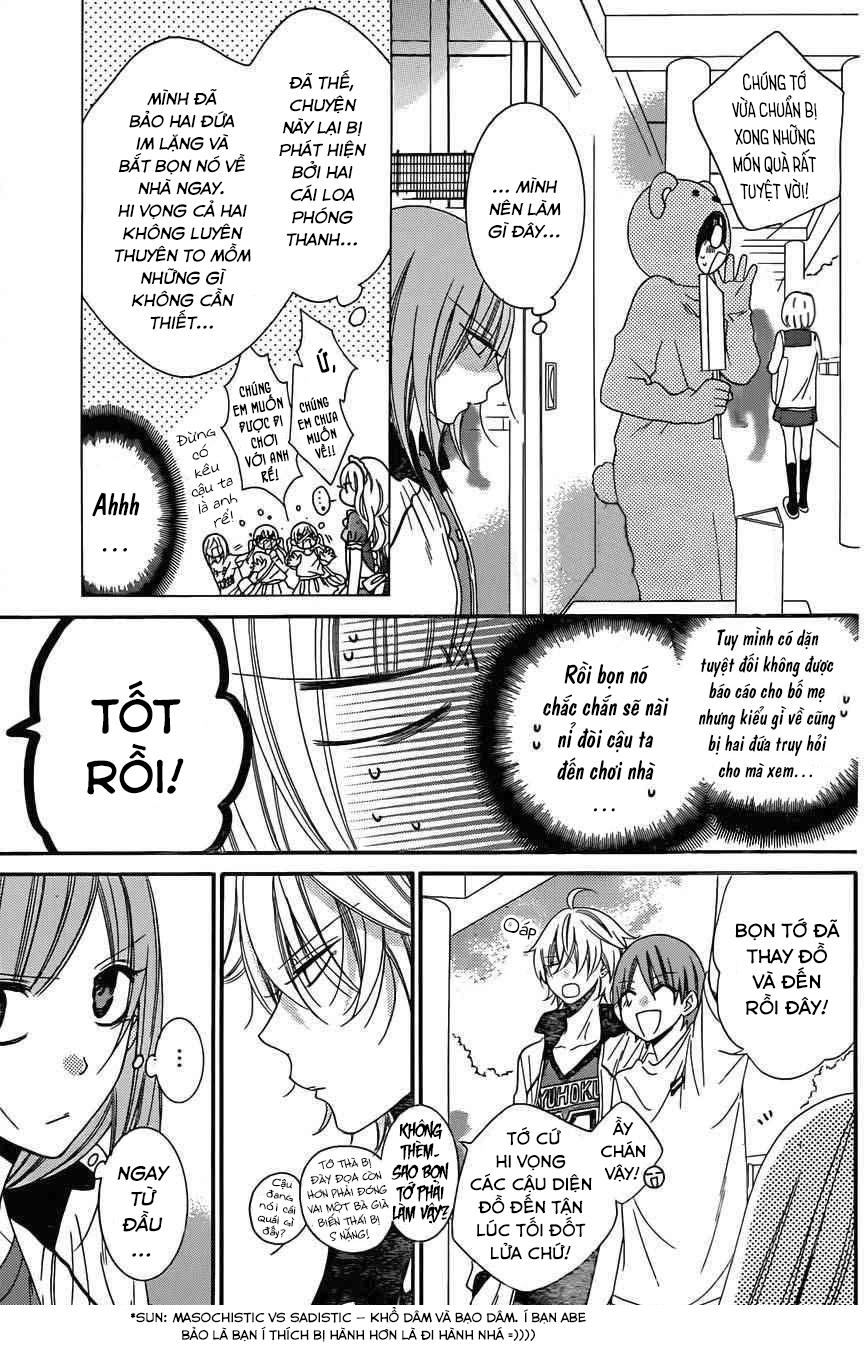 CHÚNG TỚ
VỪA CHUẨN BỊ
XONG NHỮNG
MÓN QUÀ RẤT
TUYỆT VỜI!
... MÌNH
NÊN LÀM
GÌ ĐÂY...
ĐÃ THẾ,
CHUYỆN
NÀY LẠI BỊ
PHÁT HIỆN
BỞI HAI
CÁI LOA
PHÓNG
THANH...
MÌNH ĐÃ
BẢO HAI ĐỨA
IM LẶNG VÀ
BẮT BỌN NÓ VỀ
NHÀ NGAY.
HI VỌNG CẢ HAI
KHÔNG LUYÊN
THUYÊN TO MỒM
NHỮNG GÌ
KHÔNG CẦN
THIẾT...
Ứ,
CHÚNG
EM CHƯA
MUỐN
VỀ!!
CHÚNG
EM MUỐN
ĐƯỢC ĐI
CHƠI
VỚI ANH
RỂ!
Đừng
có
kêu
cậu ta
là anh
rể!
...
Ahhh
...
Tuy mình có dặn
tuyệt đối không được
báo cáo cho bố mẹ
nhưng kiểu gì về cũng
bị hai đứa truy hỏi
cho mà xem...
Rồi bọn nó
chắc chắn sẽ nài
nỉ đòi cậu ta
đến chơi nhà
...
TỐT
RỒI!
BỌN TỚ ĐÃ
THAY ĐỒ
VÀ ĐẾN
RỒI ĐÂY!
Oáp
YUHOKU
ẦY
CHÁN
VẬY!
TỚ CỨ
HI VỌNG
CÁC CẬU DIỆN
ĐỒ ĐẾN TẬN
LÚC TỐI ĐỐT
LỬA CHỨ!
KHÔNG
THÈM.
SAO BỌN
TỚ PHẢI
LÀM VẬY?
TỚ THÀ BỊ
ĐÀY ĐỌA CÒN
HƠN PHẢI ĐÓNG
VAI MỘT BÀ GIÀ
BIẾN THÁI BỊ
S NẶNG!
Cậu
đang
nói cái
quái gì
đấy?
...
NGAY
TỪ
ĐẦU
...
*SUN: MASOCHISTIC VS SADISTIC – KHỔ DÂM VÀ BẠO DÂM. Í BẠN ABE
BẢO LÀ BẠN Í THÍCH BỊ HÀNH HƠN LÀ ĐI HÀNH NHÁ =))))